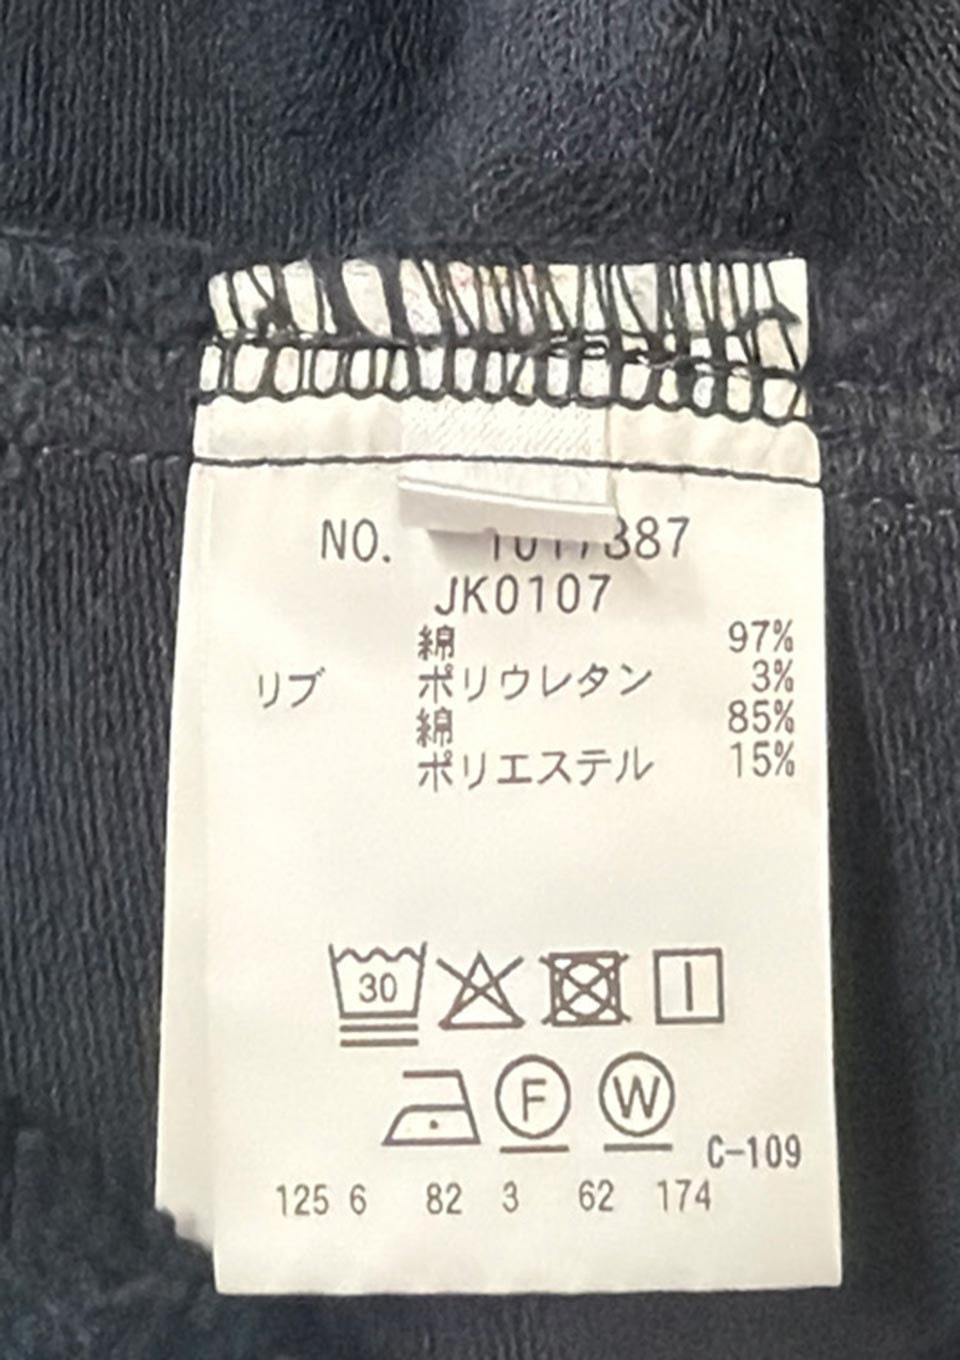 NO. 1017387
JK0107
綿 97%
リブ ポリウレタン 3%
綿 85%
ポリエステル 15%
30
F W
C-109
125 6 82 3 62 174